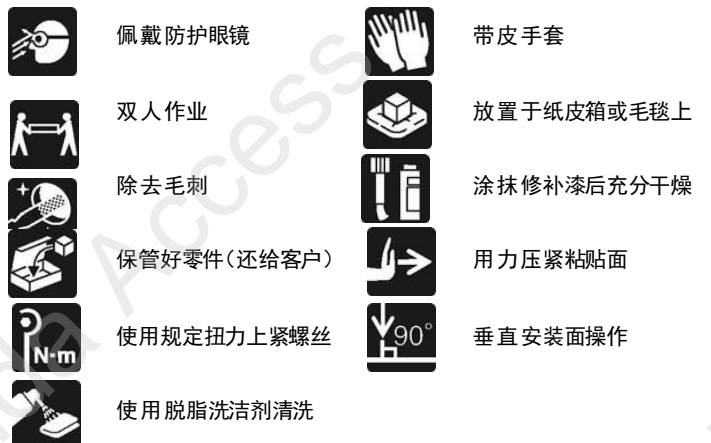 佩戴防护眼镜
带皮手套
双人作业
放置于纸皮箱或毛毯上
除去毛刺
涂抹修补漆后充分干燥
保管好零件（还给客户）
用力压紧粘贴面
N·m
使用规定扭力上紧螺丝
90°
垂直安装面操作
使用脱脂洗洁剂清洗
da Access